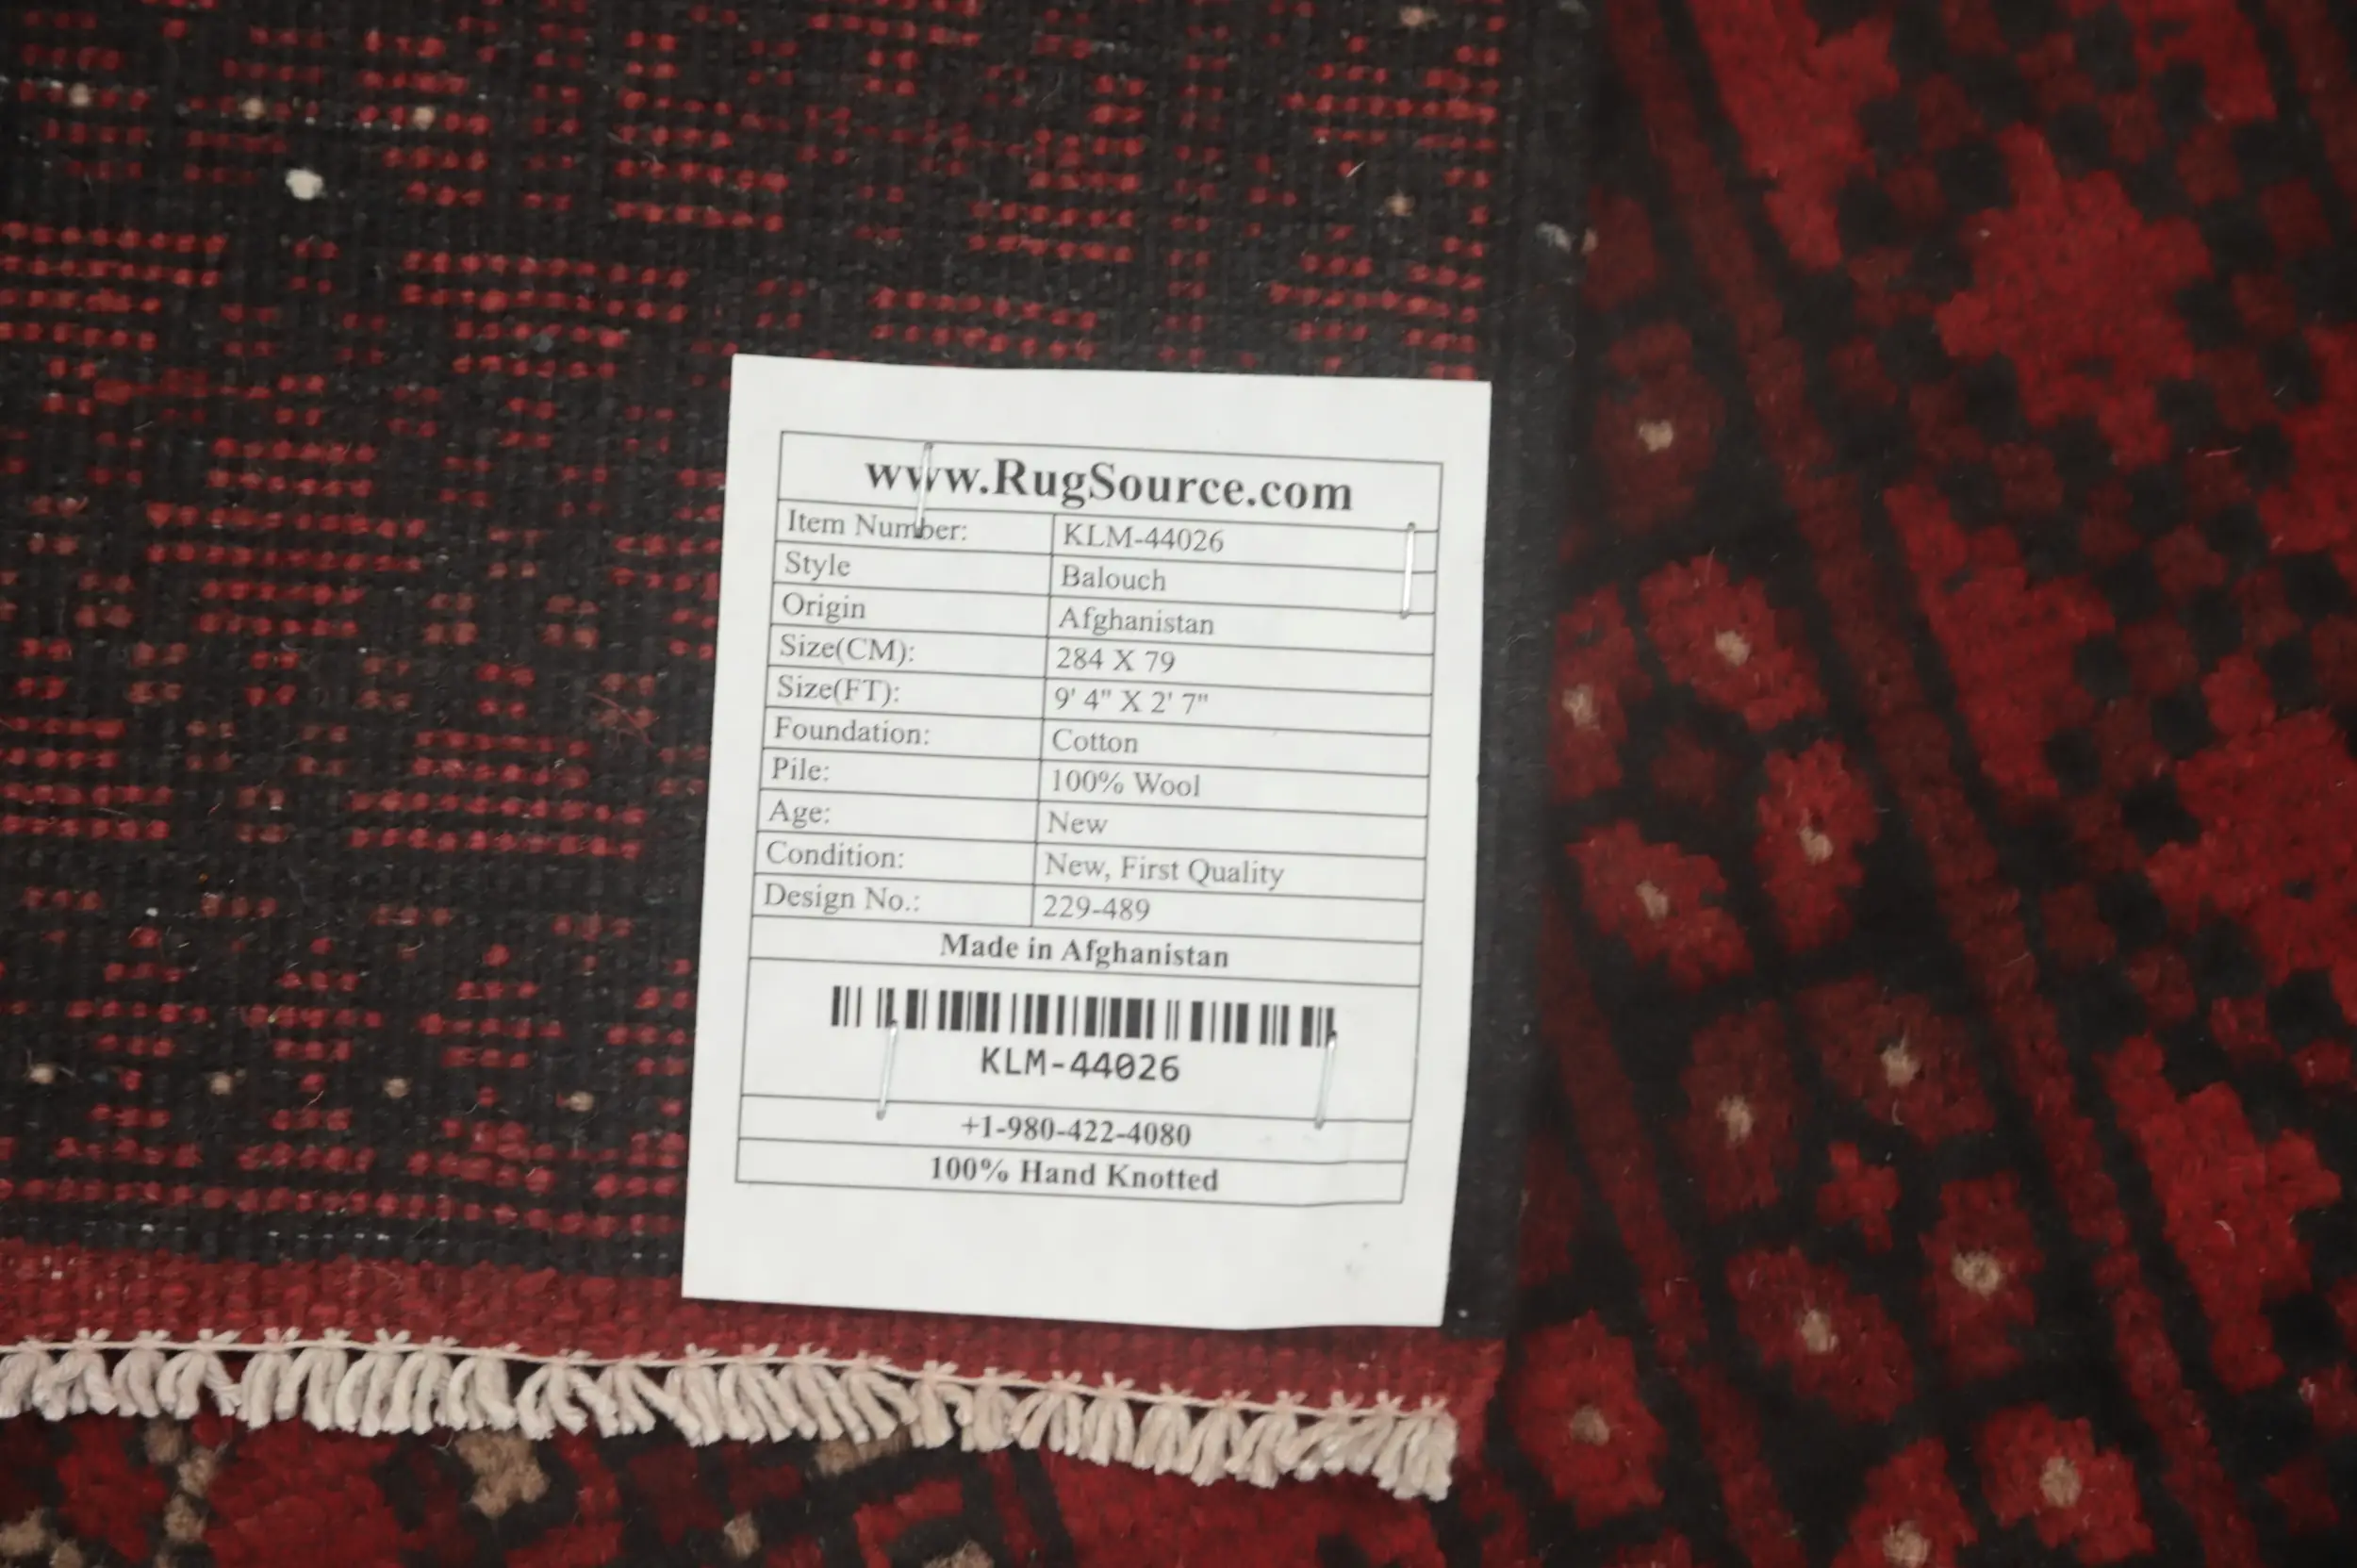 www.RugSource.com
Item Number: KLM-44026
Style Balouch
Origin Afghanistan
Size(CM): 284 X 79
Size(FT): 9' 4" X 2' 7"
Foundation: Cotton
Pile: 100% Wool
Age: New
Condition: New, First Quality
Design No.: 229-489
Made in Afghanistan
KLM-44026
+1-980-422-4080
100% Hand Knotted